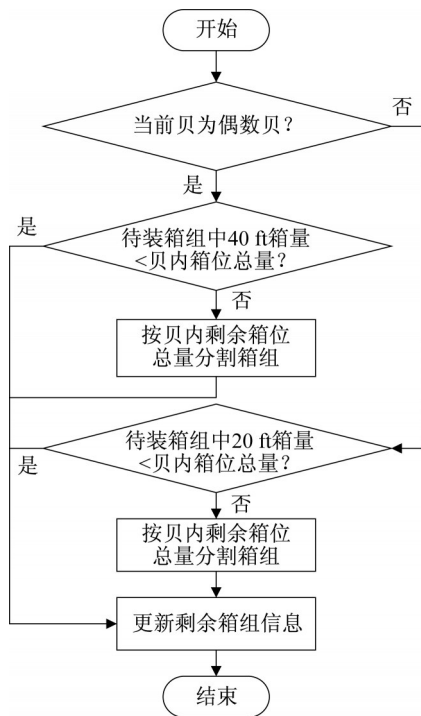 开始
当前贝为偶数贝？
否
是
是
待装箱组中40 ft箱量
<贝内箱位总量？
否
按贝内剩余箱位
总量分割箱组
待装箱组中20 ft箱量
<贝内箱位总量？
是
否
按贝内剩余箱位
总量分割箱组
更新剩余箱组信息
结束